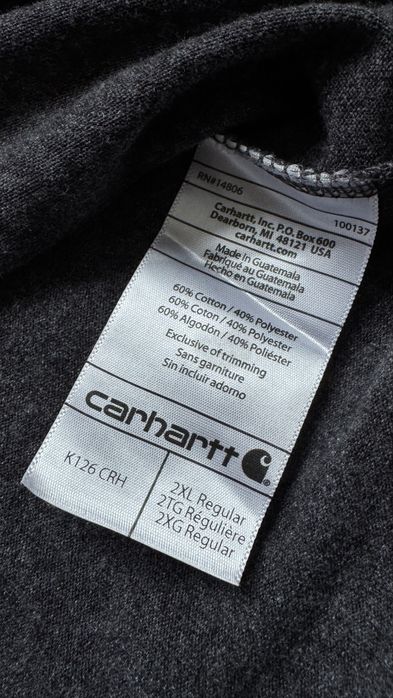 RN#14806
100137
Carhartt, Inc. P.O. Box 600
Dearborn, MI 48121 USA
carhartt.com
Made in Guatemala
Fabriqué au Guatemala
Hecho en Guatemala
60% Cotton / 40% Polyester
60% Coton / 40% Polyester
60% Algodón / 40% Poliéster
Exclusive of trimming
Sans garniture
Sin incluir adorno
carhartt
K126 CRH
2XL Regular
2TG Régulière
2XG Regular